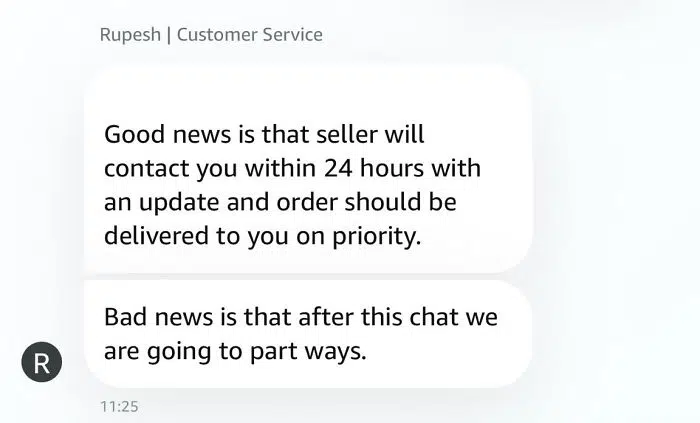 Rupesh | Customer Service
Good news is that seller will
contact you within 24 hours with
an update and order should be
delivered to you on priority.
Bad news is that after this chat we
are going to part ways.
R
11:25